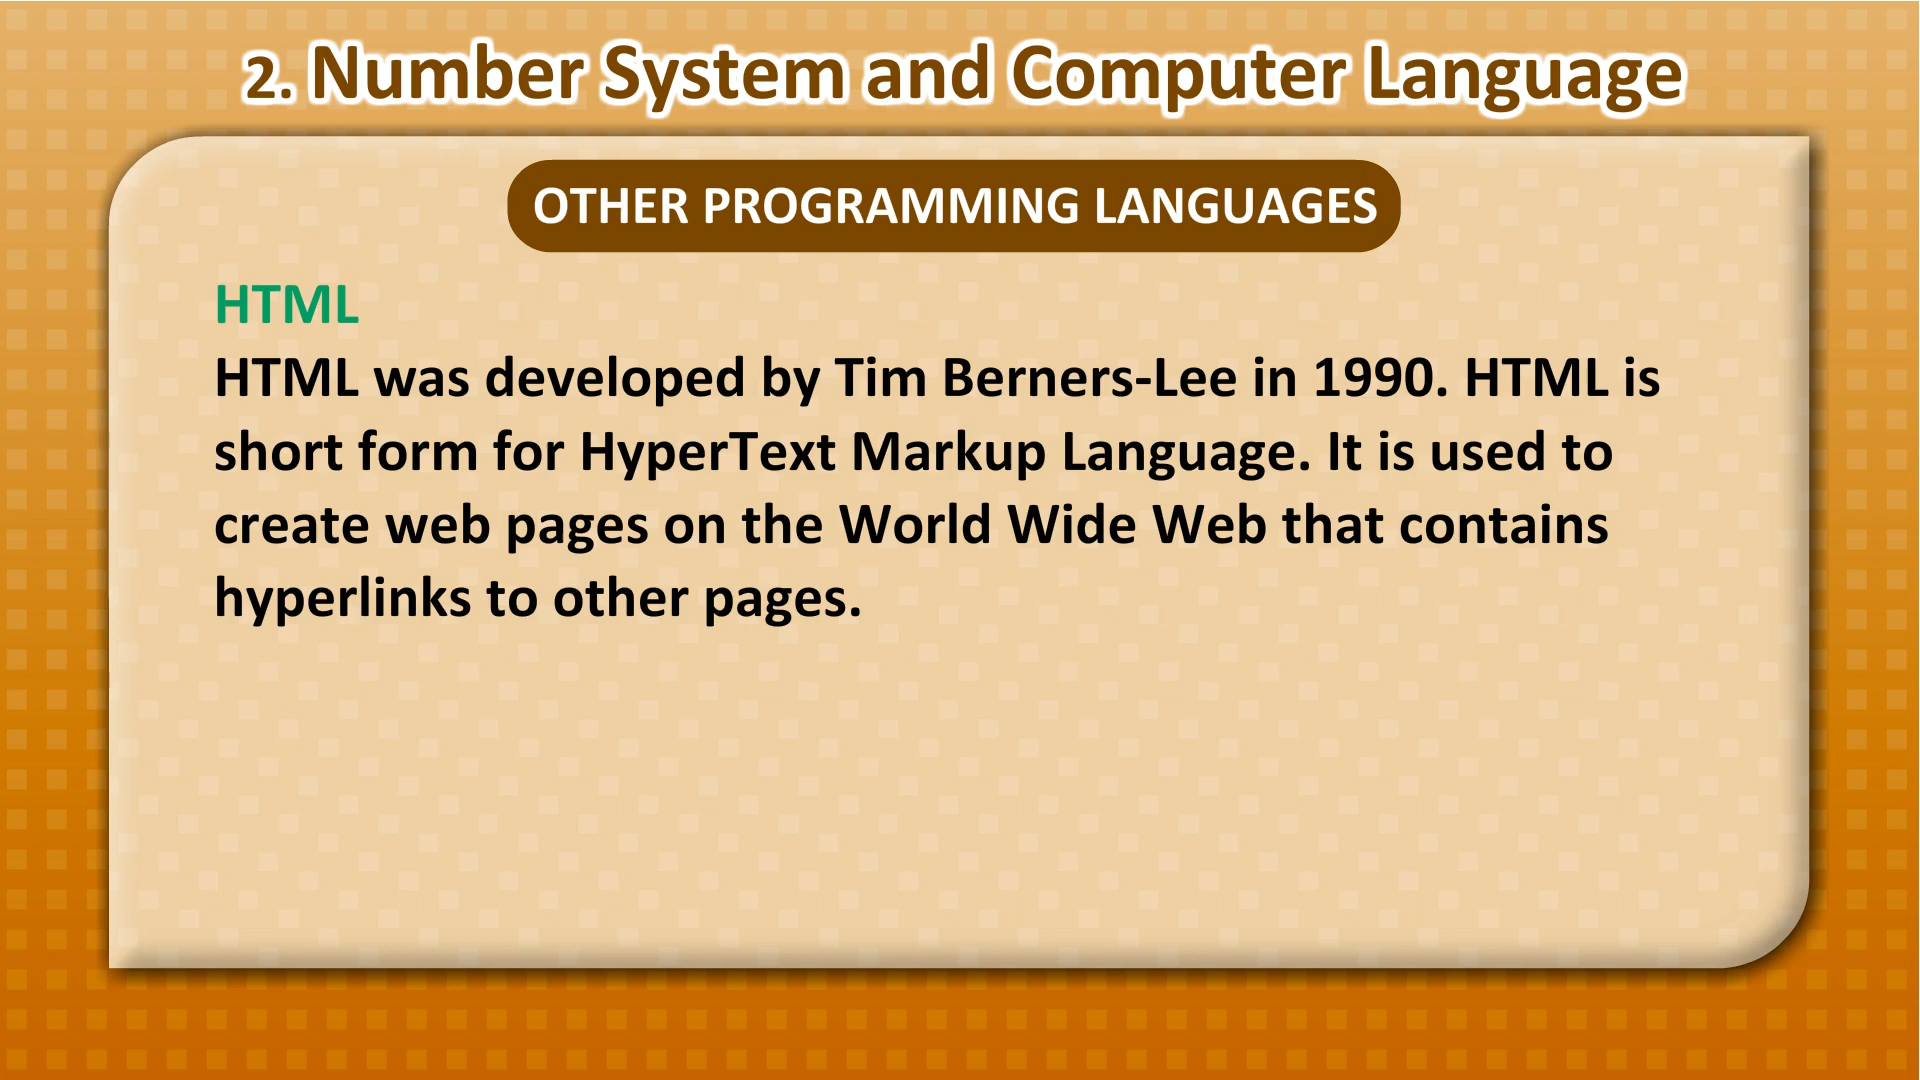 2. Number System and Computer Language
OTHER PROGRAMMING LANGUAGES
HTML
HTML was developed by Tim Berners-Lee in 1990. HTML is
short form for HyperText Markup Language. It is used to
create web pages on the World Wide Web that contains
hyperlinks to other pages.